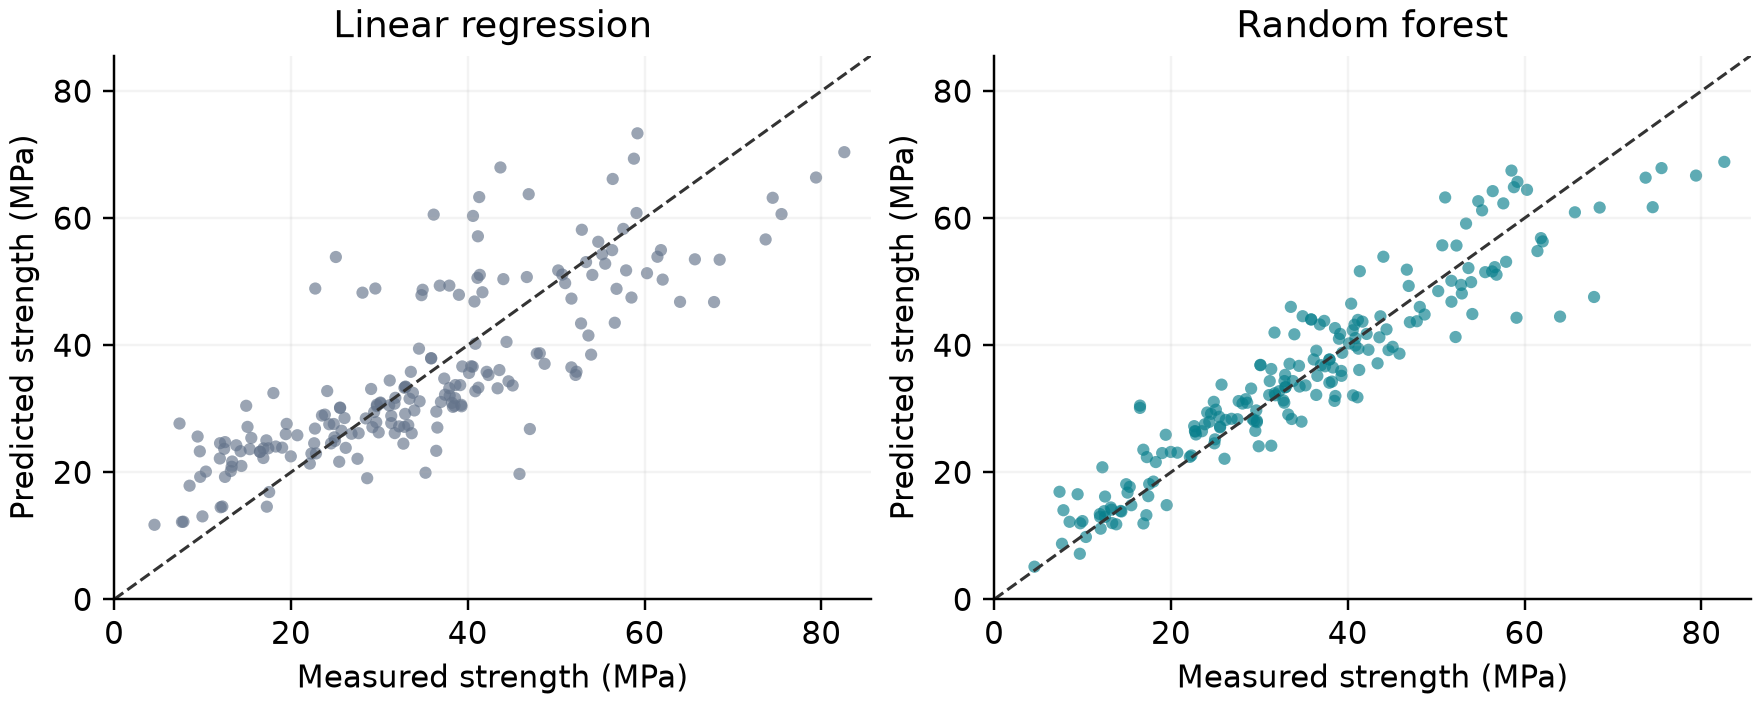 Linear regression
80
60
40
20
0
0 20 40 60 80
Predicted strength (MPa)
Measured strength (MPa)
Random forest
80
60
40
20
0
0 20 40 60 80
Predicted strength (MPa)
Measured strength (MPa)